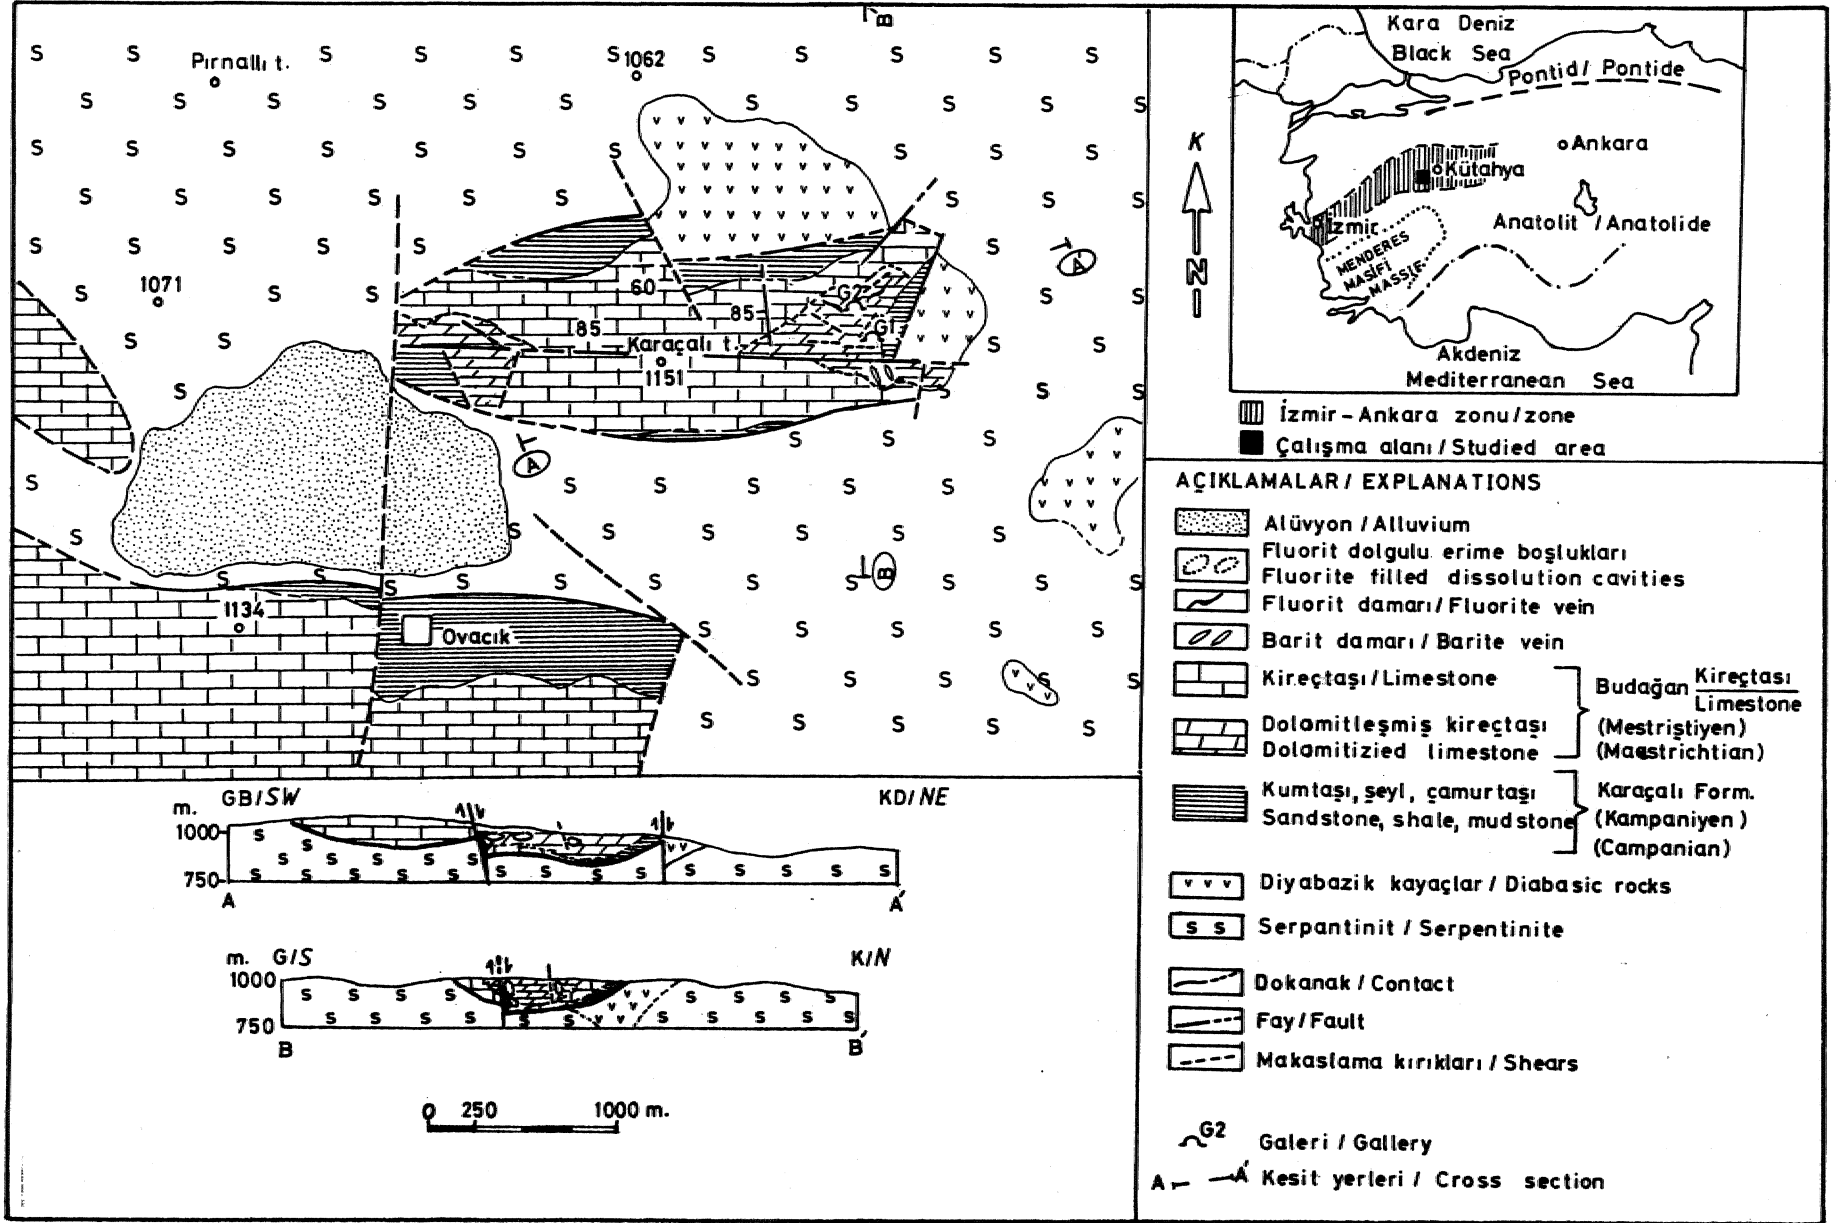 B
Pırnallı t.
1062
1071
60
85
85
G2
G1
Karaçalı t.
1151
A
A
B
1134
Ovacık
Kara Deniz
Black Sea
Pontid / Pontide
K
N
Ankara
Kütahya
İzmir
Anatolit / Anatolide
MENDERES
MASİFİ
MASSIF
Akdeniz
Mediterranean Sea
İzmir - Ankara zonu/zone
Çalışma alanı / Studied area
AÇIKLAMALAR / EXPLANATIONS
Alüvyon / Alluvium
Fluorit dolgulu erime boşlukları
Fluorite filled dissolution cavities
Fluorit damarı / Fluorite vein
Barit damarı / Barite vein
Kireçtaşı / Limestone
Dolomitleşmiş kireçtaşı
Dolamitizied limestone
Budağan Kireçtası
Limestone
(Mestriştiyen)
(Maestrichtian)
Kumtaşı, şeyl, çamurtaşı
Sandstone, shale, mudstone
Karaçalı Form.
(Kampaniyen)
(Campanian)
v v v Diyabazik kayaçlar / Diabasic rocks
s s Serpantinit / Serpentinite
Dokanak / Contact
Fay / Fault
Makaslama kırıkları / Shears
G2 Galeri / Gallery
A A' Kesit yerleri / Cross section
m. GB/SW KD/NE
1000
750
A A'
m. G/S K/N
1000
750
B B'
0 250 1000 m.